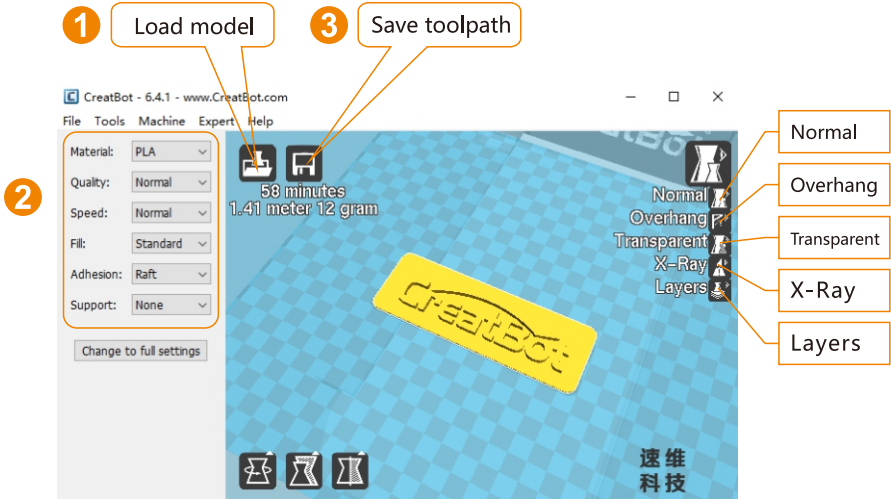 1
Load model
3
Save toolpath
C CreatBot - 6.4.1 - www.CreatBot.com
File Tools Machine Expert Help
2
Material: PLA
Quality: Normal
Speed: Normal
Fill: Standard
Adhesion: Raft
Support: None
Change to full settings
58 minutes
1.41 meter 12 gram
Normal
Overhang
Transparent
X-Ray
Layers
Normal
Overhang
Transparent
X-Ray
Layers
CreatBot
速维
科技